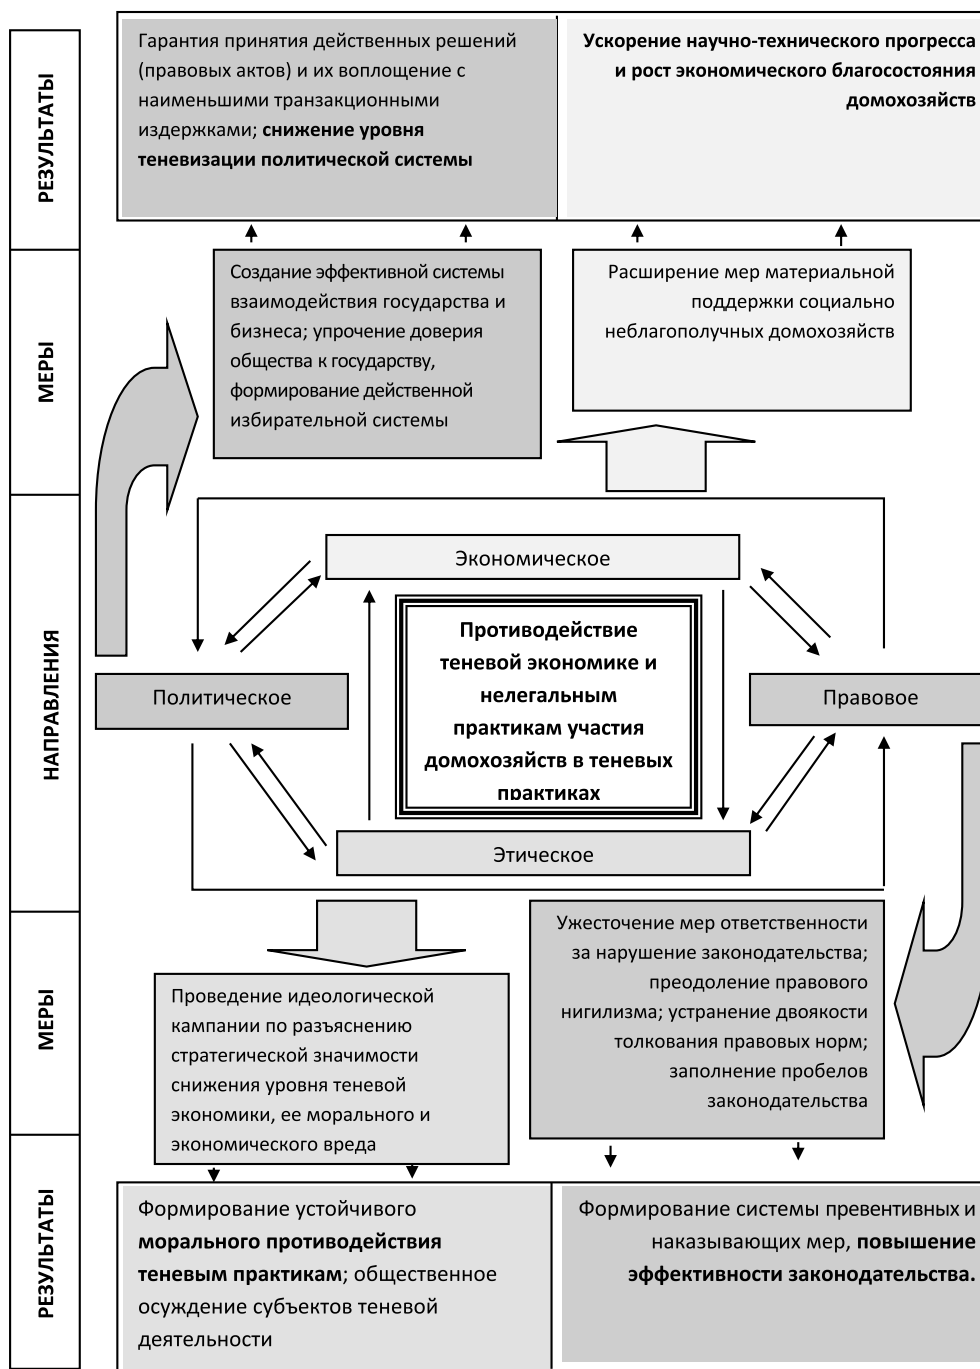 РЕЗУЛЬТАТЫ
Гарантия принятия действенных решений
(правовых актов) и их воплощение с
наименьшими транзакционными
издержками; снижение уровня
теневизации политической системы
Ускорение научно-технического прогресса
и рост экономического благосостояния
домохозяйств
МЕРЫ
Создание эффективной системы
взаимодействия государства и
бизнеса; упрочение доверия
общества к государству,
формирование действенной
избирательной системы
Расширение мер материальной
поддержки социально
неблагополучных домохозяйств
НАПРАВЛЕНИЯ
Экономическое
Политическое
Противодействие
теневой экономике и
нелегальным
практикам участия
домохозяйств в теневых
практиках
Правовое
Этическое
МЕРЫ
Проведение идеологической
кампании по разъяснению
стратегической значимости
снижения уровня теневой
экономики, ее морального и
экономического вреда
Ужесточение мер ответственности
за нарушение законодательства;
преодоление правового
нигилизма; устранение двоякости
толкования правовых норм;
заполнение пробелов
законодательства
РЕЗУЛЬТАТЫ
Формирование устойчивого
морального противодействия
теневым практикам; общественное
осуждение субъектов теневой
деятельности
Формирование системы превентивных и
наказывающих мер, повышение
эффективности законодательства.